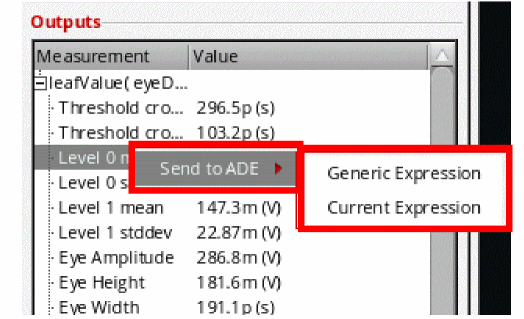 Outputs
Measurement Value
leafValue( eyeD...
Threshold cro... 296.5p (s)
Threshold cro... 103.2p (s)
Level 0 m
Send to ADE
Generic Expression
Current Expression
Level 0 s
Level 1 mean 147.3m (V)
Level 1 stddev 22.87m (V)
Eye Amplitude 286.8m (V)
Eye Height 181.6m (V)
Eye Width 191.1p (s)